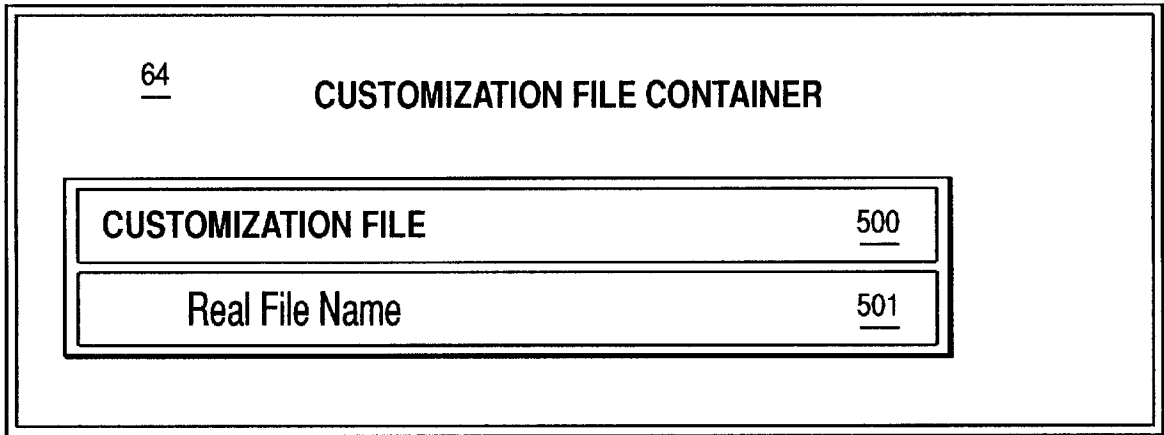 64
CUSTOMIZATION FILE CONTAINER
CUSTOMIZATION FILE 500
Real File Name 501